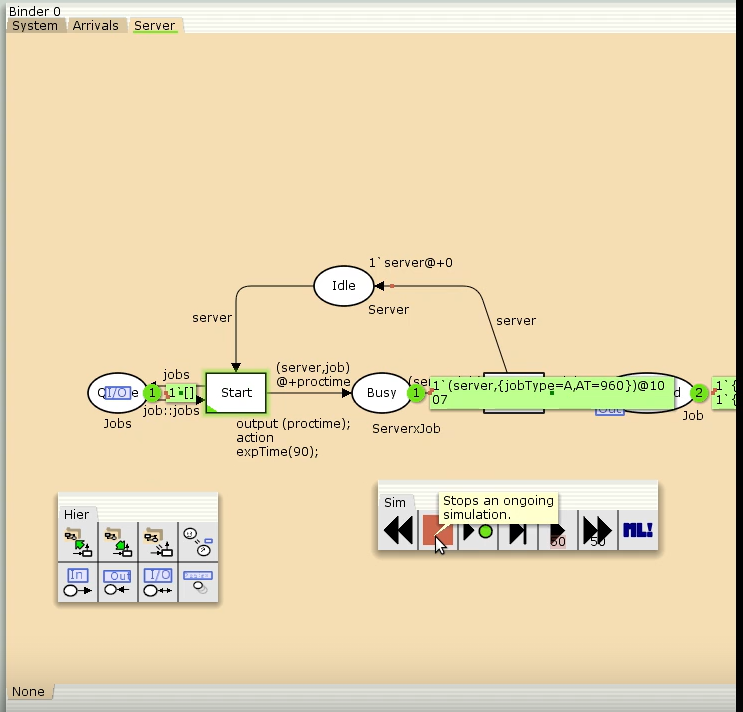 Binder 0
System Arrivals Server
1`server@+0
Idle
Server
server
server
jobs
(server,job)
@+proctime
1 1`[]
Start
Busy
1
1`(server,{jobType=A,AT=960})@10
07
d
2
1`{
1`{
I/O
e
Out
job::jobs
Jobs
output (proctime);
action
expTime(90);
ServerxJob
Job
Hier
Sim
Stops an ongoing
simulation.
50
50
ML!
In
Out
I/O
None